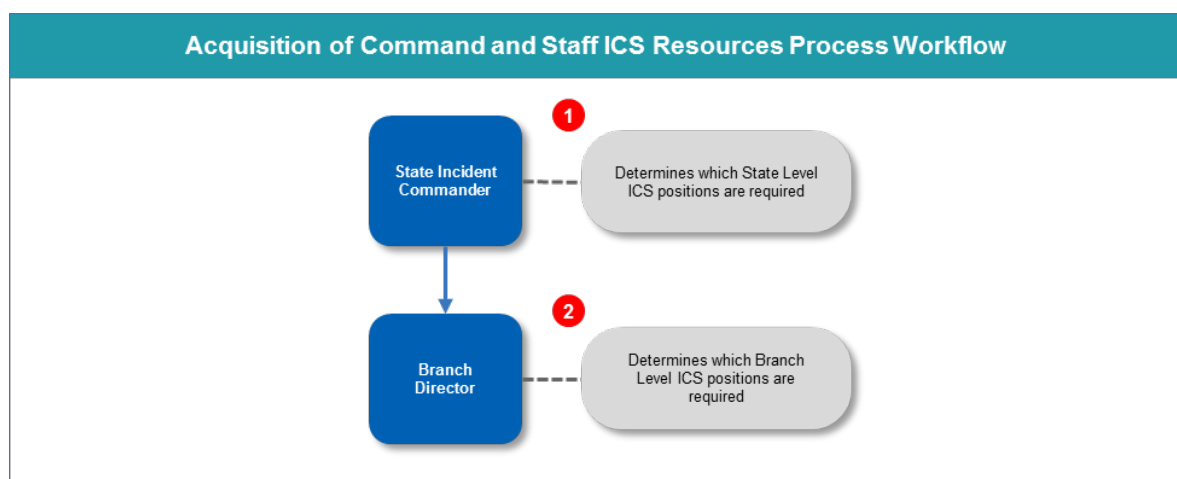 Acquisition of Command and Staff ICS Resources Process Workflow
1
State Incident
Commander
Determines which State Level
ICS positions are required
2
Branch
Director
Determines which Branch
Level ICS positions are
required